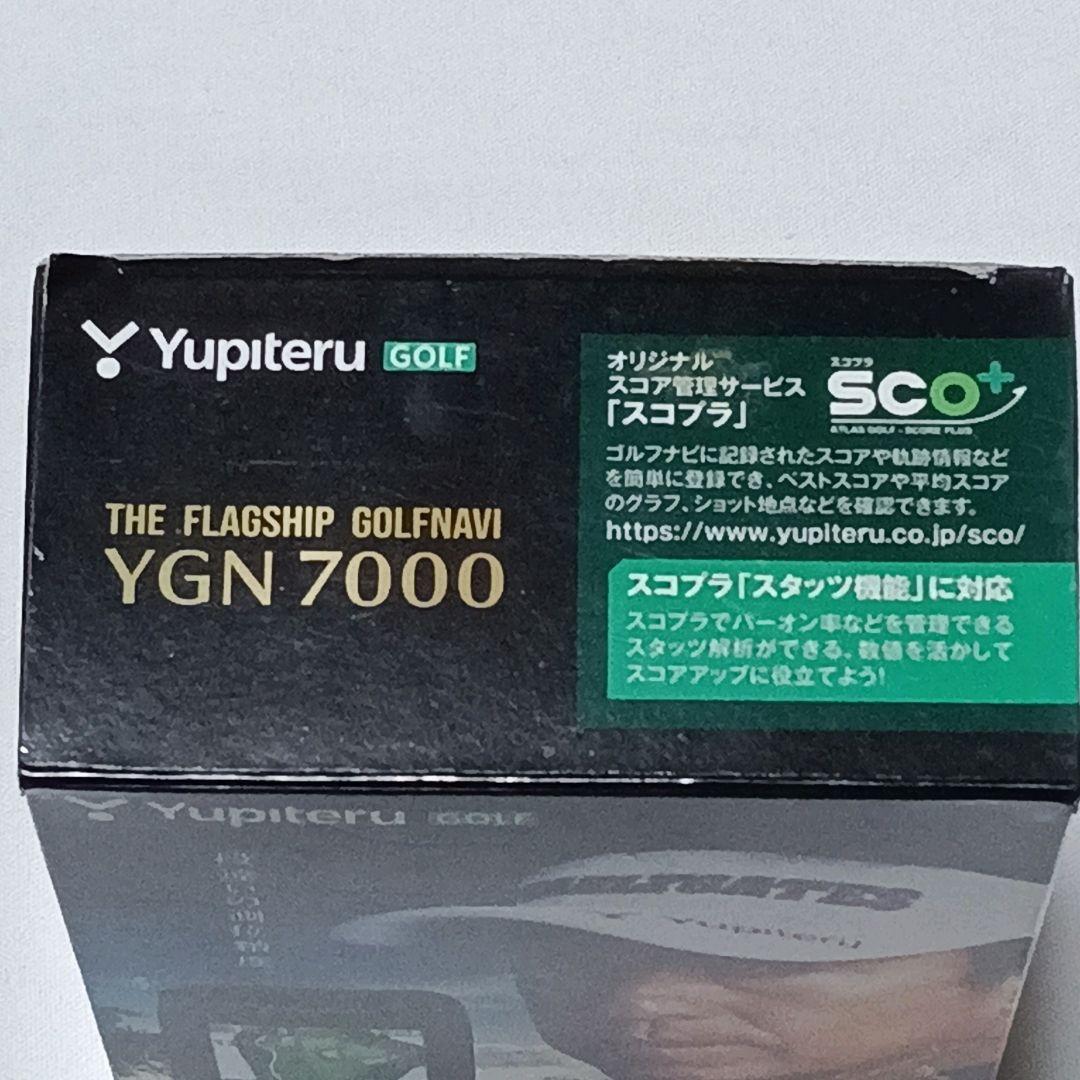 Yupiteru GOLF
THE FLAGSHIP GOLFNAVI
YGN 7000
オリジナル
スコア管理サービス
「スコプラ」
スコプラ
SCO+
ATLAS GOLF - SCORE PLUS
ゴルフナビに記録されたスコアや軌跡情報など
を簡単に登録でき、ベストスコアや平均スコア
のグラフ、ショット地点などを確認できます。
https://www.yupiteru.co.jp/sco/
スコプラ「スタッツ機能」に対応
スコプラでパーオン率などを管理できる
スタッツ解析ができる。数値を活かして
スコアアップに役立てよう!
Yupiteru GOLF
Yupiteru